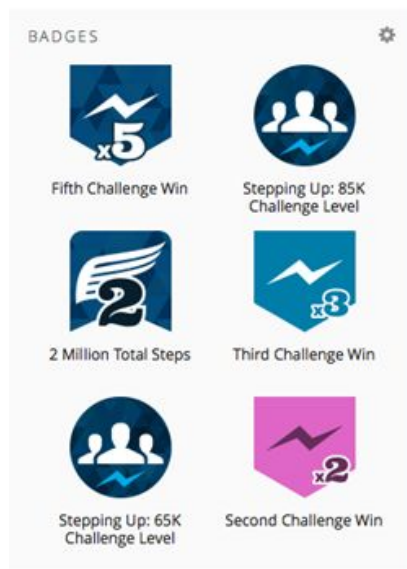 BADGES
x5
Fifth Challenge Win
Stepping Up: 85K
Challenge Level
2
2 Million Total Steps
x3
Third Challenge Win
Stepping Up: 65K
Challenge Level
x2
Second Challenge Win